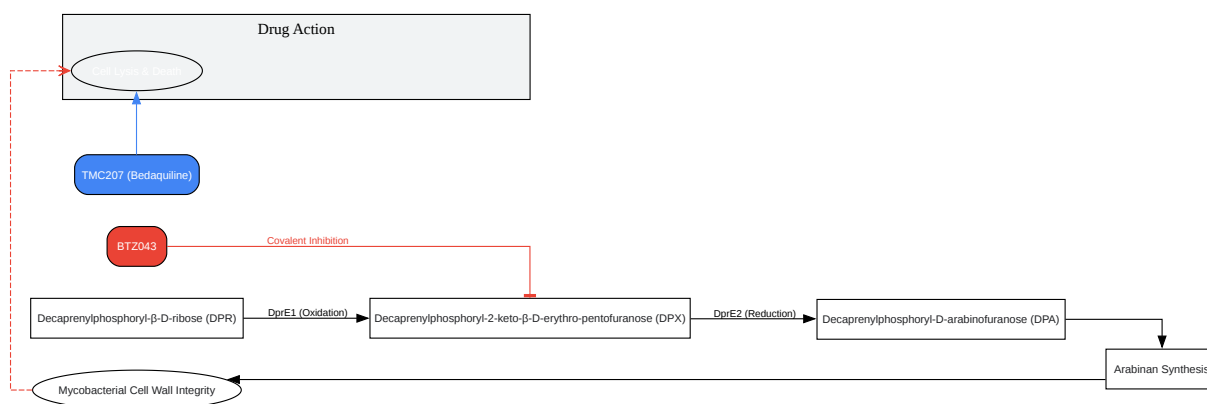 Drug Action
Cell Lysis & Death
TMC207 (Bedaquiline)
BTZ043
Covalent Inhibition
Decaprenylphosphoryl-β-D-ribose (DPR)
DprE1 (Oxidation)
Decaprenylphosphoryl-2-keto-β-D-erythro-pentofuranose (DPX)
DprE2 (Reduction)
Decaprenylphosphoryl-D-arabinofuranose (DPA)
Arabinan Synthesis
Mycobacterial Cell Wall Integrity